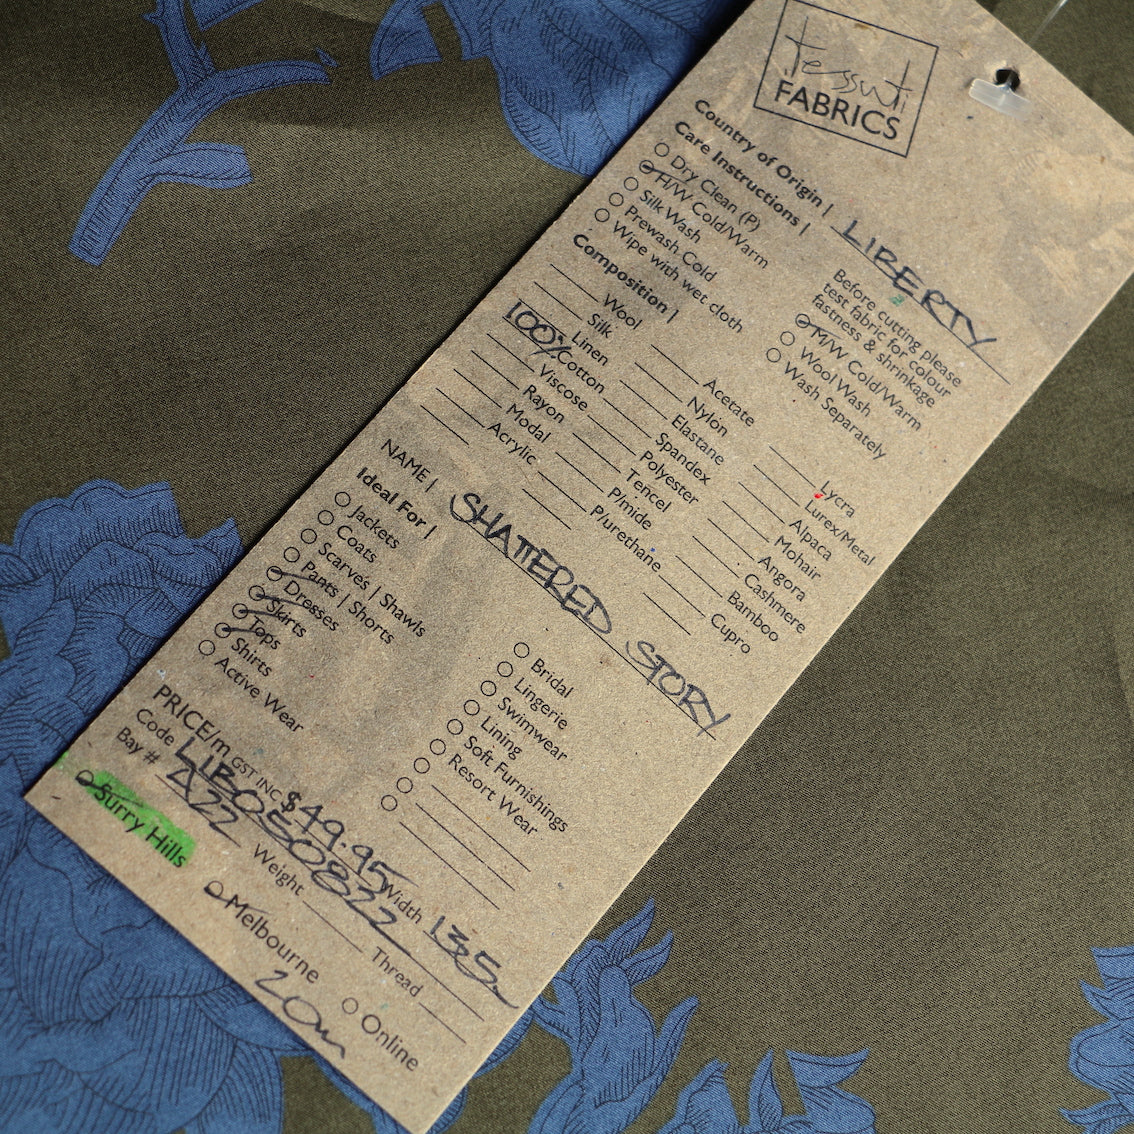 tessuti
FABRICS
Country of Origin | LIBERTY
Care Instructions |
Dry Clean (P)
H/W Cold/Warm
Silk Wash
Prewash Cold
Wipe with wet cloth
Before cutting please
test fabric for colour
fastness & shrinkage
M/W Cold/Warm
Wool Wash
Wash Separately
Composition |
Wool
Silk
Linen
100% Cotton
Viscose
Rayon
Modal
Acrylic
Acetate
Nylon
Elastane
Spandex
Polyester
Tencel
P/mide
P/urethane
Lycra
Lurex/Metal
Alpaca
Mohair
Angora
Cashmere
Bamboo
Cupro
NAME | SHATTERED STORY
Ideal For |
Jackets
Coats
Scarves | Shawls
Pants | Shorts
Dresses
Skirts
Tops
Shirts
Active Wear
Bridal
Lingerie
Swimwear
Lining
Soft Furnishings
Resort Wear
PRICE/m GST INC $49.95 Width 135
Code LIB050822
Bay # A22 Weight Thread
Surry Hills Melbourne Online
20m